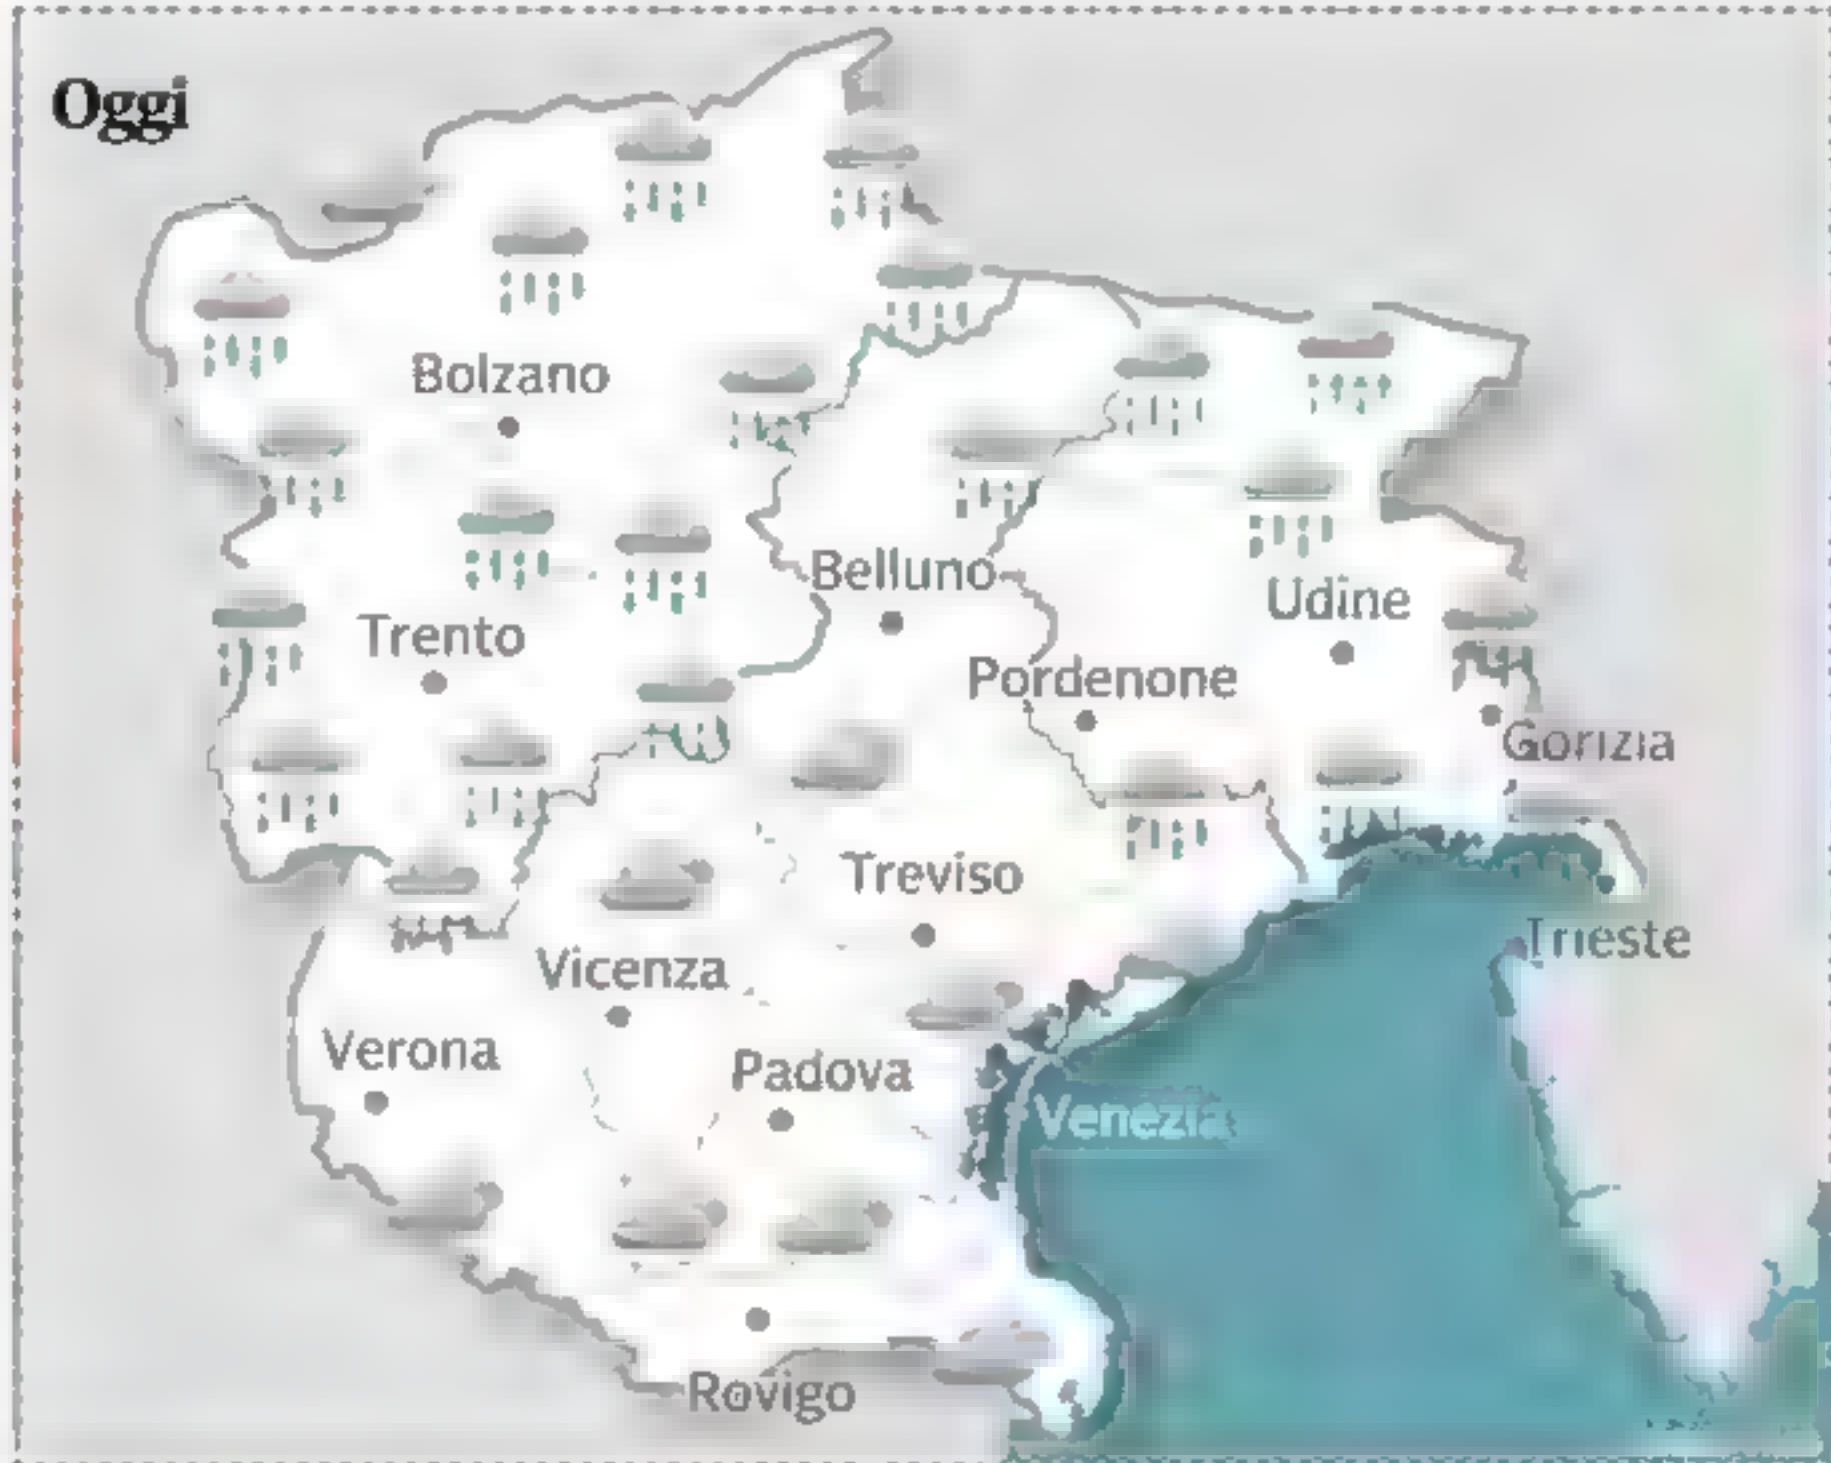 Oggi
Bolzano
Belluno
Udine
Trento
Pordenone
Gorizia
Treviso
Trieste
Vicenza
Verona
Padova
Venezia
Rovigo